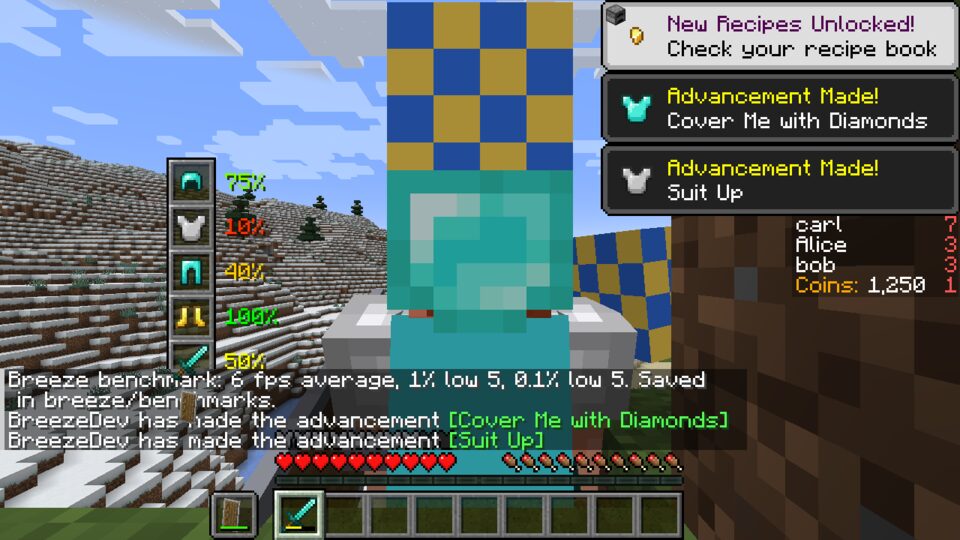 New Recipes Unlocked!
Check your recipe book
Advancement Made!
Cover Me with Diamonds
Advancement Made!
Suit Up
75%
10%
40%
100%
50%
carl 7
Alice 3
bob 3
Coins: 1,250 1
Breeze benchmark: 6 fps average, 1% low 5, 0.1% low 5. Saved
in breeze/benchmarks.
BreezeDev has made the advancement [Cover Me with Diamonds]
BreezeDev has made the advancement [Suit Up]